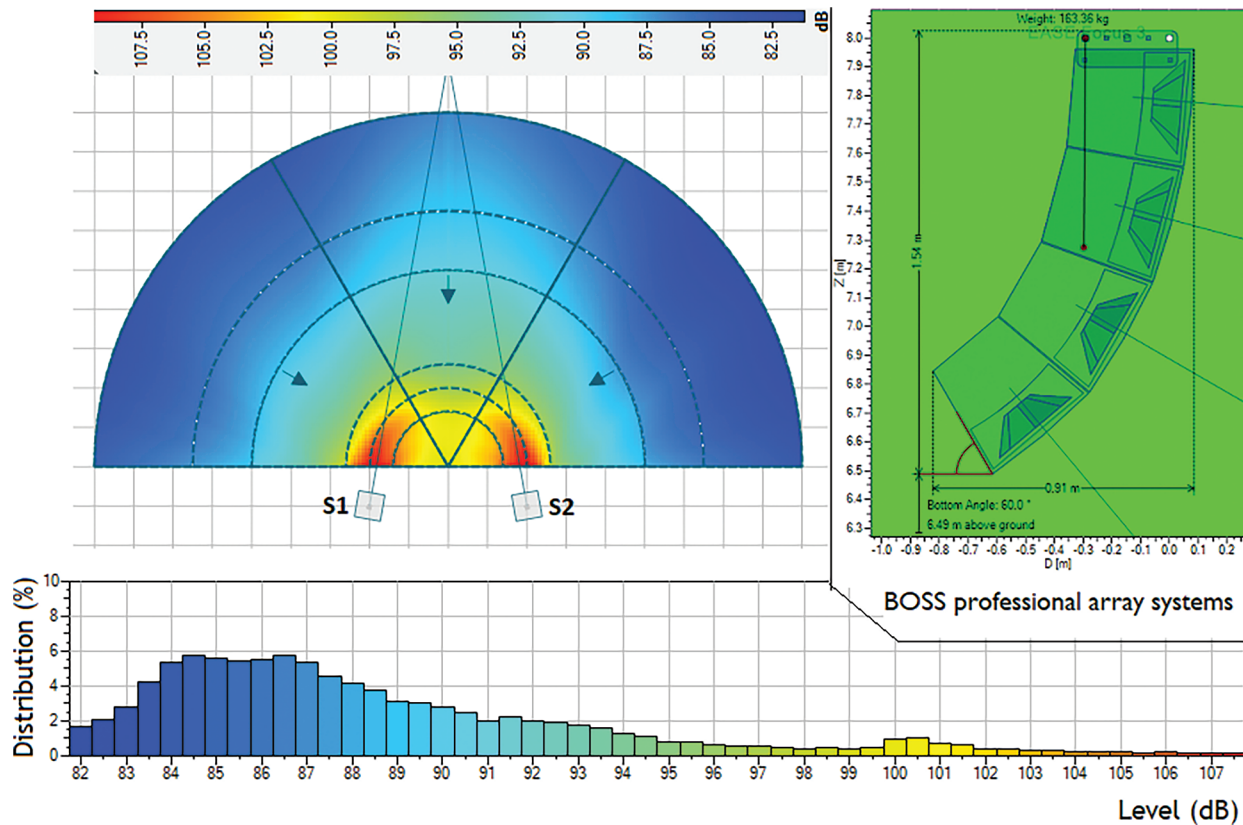 107.5 105.0 102.5 100.0 97.5 95.0 92.5 90.0 87.5 85.0 82.5 dB
S1
S2
Weight: 163.36 kg
EASE Focus 3
8.0
7.9
7.8
7.7
7.6
7.5
7.4
7.3
7.2
7.1
7.0
6.9
6.8
6.7
6.6
6.5
6.4
6.3
Z [m]
1.54 m
0.91 m
Bottom Angle: 60.0 °
6.49 m above ground
-1.0 -0.9 -0.8 -0.7 -0.6 -0.5 -0.4 -0.3 -0.2 -0.1 0.0 0.1 0.2
D [m]
BOSS professional array systems
Distribution (%)
10
8
6
4
2
0
82 83 84 85 86 87 88 89 90 91 92 93 94 95 96 97 98 99 100 101 102 103 104 105 106 107
Level (dB)